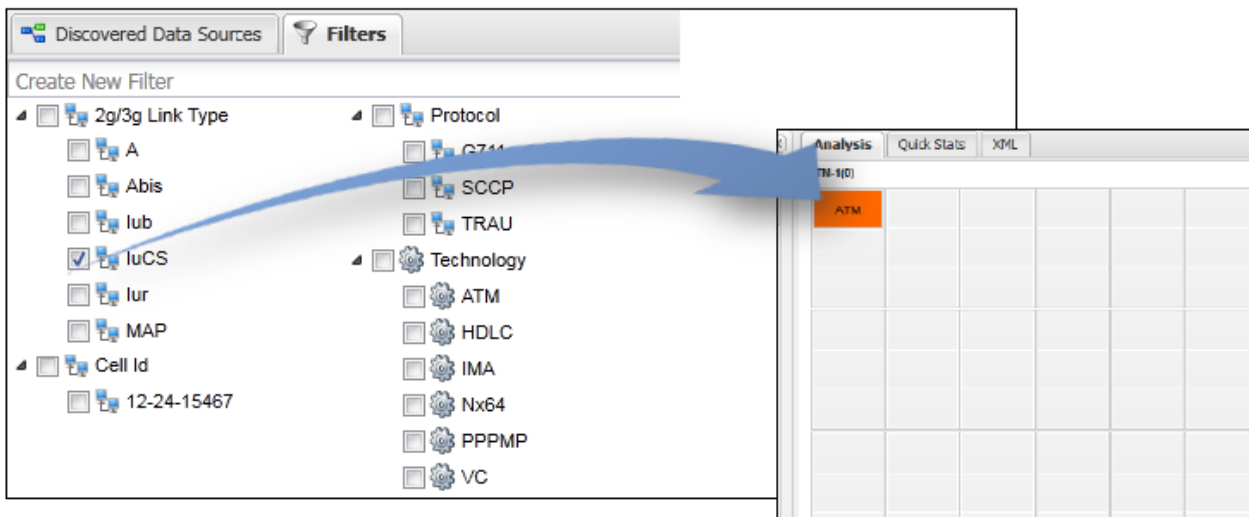 Discovered Data Sources
Filters
Create New Filter
2g/3g Link Type
A
Abis
Iub
IuCS
Iur
MAP
Cell Id
12-24-15467
Protocol
SCCP
TRAU
Technology
ATM
HDLC
IMA
Nx64
PPPMP
VC
Analysis
Quick Stats
XML
ATM